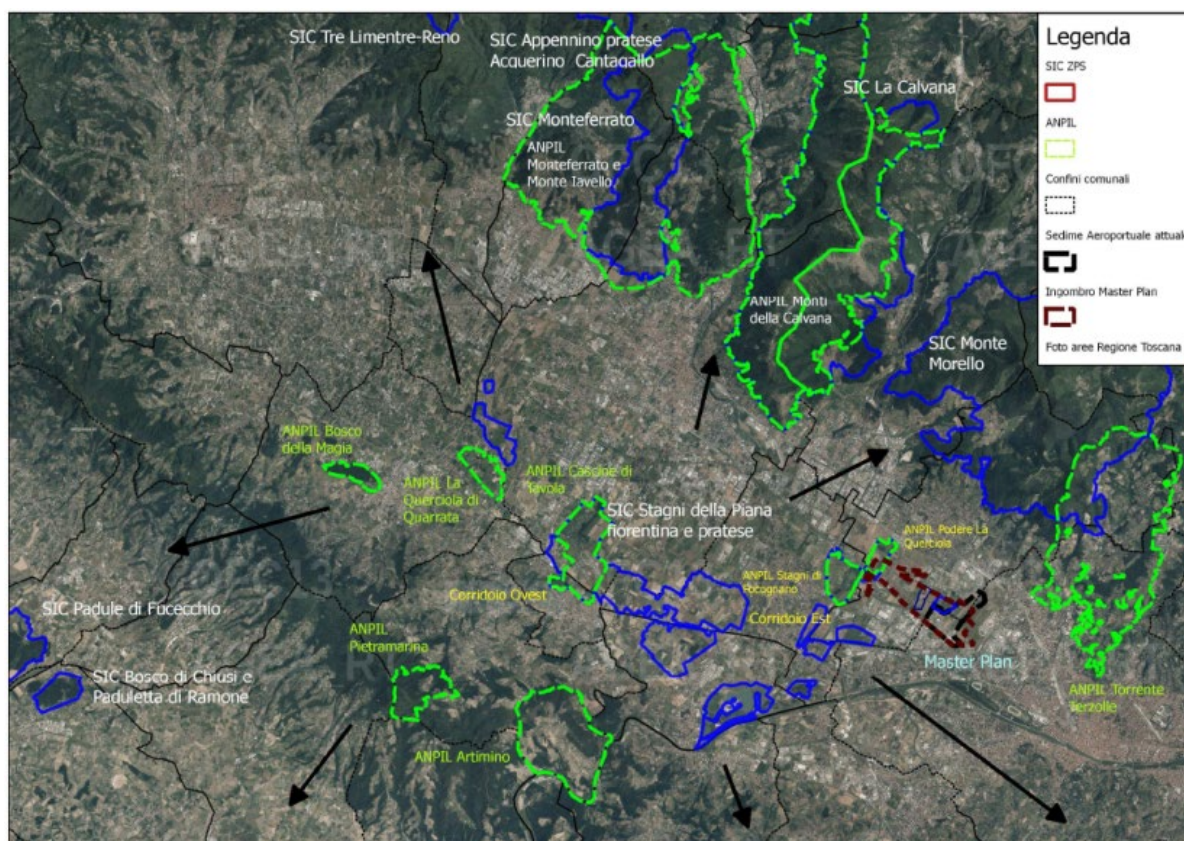 SIC Tre Limentre-Reno
SIC Appennino pratese
Acquerino Cantagallo
SIC La Calvana
SIC Monteferrato
ANPIL
Monteferrato e
Monte Iavello
ANPIL Monti
della Calvana
SIC Monte
Morello
ANPIL Bosco
della Magia
ANPIL La
Querciola di
Quarrata
ANPIL Cascine di
Tavola
SIC Stagni della Piana
fiorentina e pratese
ANPIL Podere La
Querciola
ANPIL Stagni di
Focognano
Corridoio Ovest
Corridoio Est
SIC Padule di Fucecchio
ANPIL
Pietramarina
Master Plan
SIC Bosco di Chiusi e
Paduletta di Ramone
ANPIL Torrente
Terzolle
ANPIL Artimino
Legenda
SIC ZPS
ANPIL
Confini comunali
Sedime Aeroportuale attuale
Ingombro Master Plan
Foto aree Regione Toscana